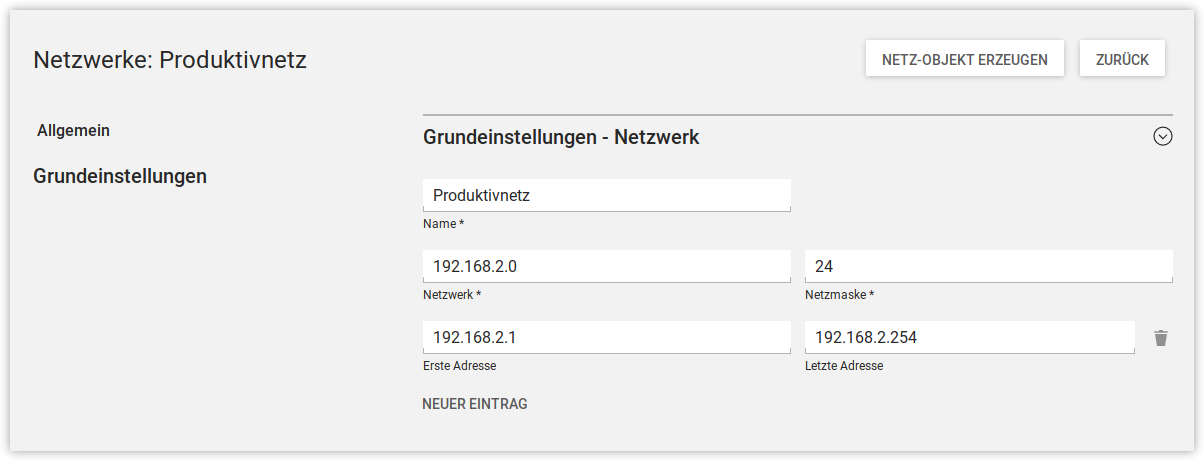 Netzwerke: Produktivnetz
NETZ-OBJEKT ERZEUGEN
ZURÜCK
Allgemein
Grundeinstellungen
Grundeinstellungen - Netzwerk
Produktivnetz
Name *
192.168.2.0
24
Netzwerk *
Netzmaske *
192.168.2.1
192.168.2.254
Erste Adresse
Letzte Adresse
NEUER EINTRAG